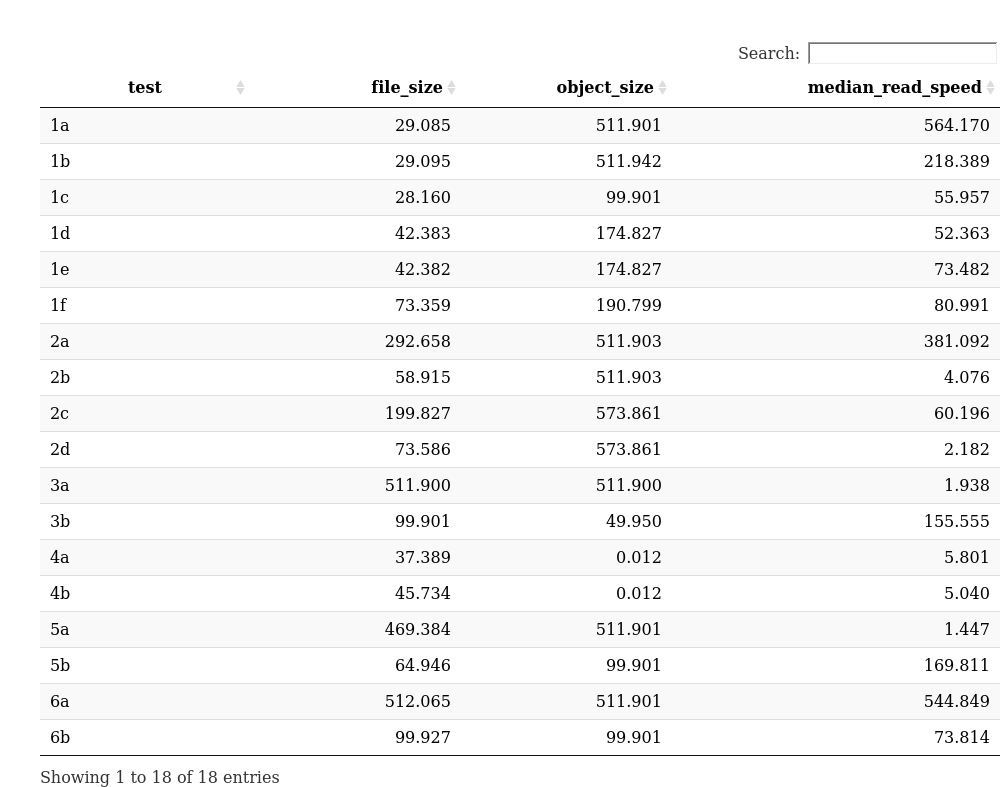 Search:
test file_size object_size median_read_speed
1a 29.085 511.901 564.170
1b 29.095 511.942 218.389
1c 28.160 99.901 55.957
1d 42.383 174.827 52.363
1e 42.382 174.827 73.482
1f 73.359 190.799 80.991
2a 292.658 511.903 381.092
2b 58.915 511.903 4.076
2c 199.827 573.861 60.196
2d 73.586 573.861 2.182
3a 511.900 511.900 1.938
3b 99.901 49.950 155.555
4a 37.389 0.012 5.801
4b 45.734 0.012 5.040
5a 469.384 511.901 1.447
5b 64.946 99.901 169.811
6a 512.065 511.901 544.849
6b 99.927 99.901 73.814
Showing 1 to 18 of 18 entries